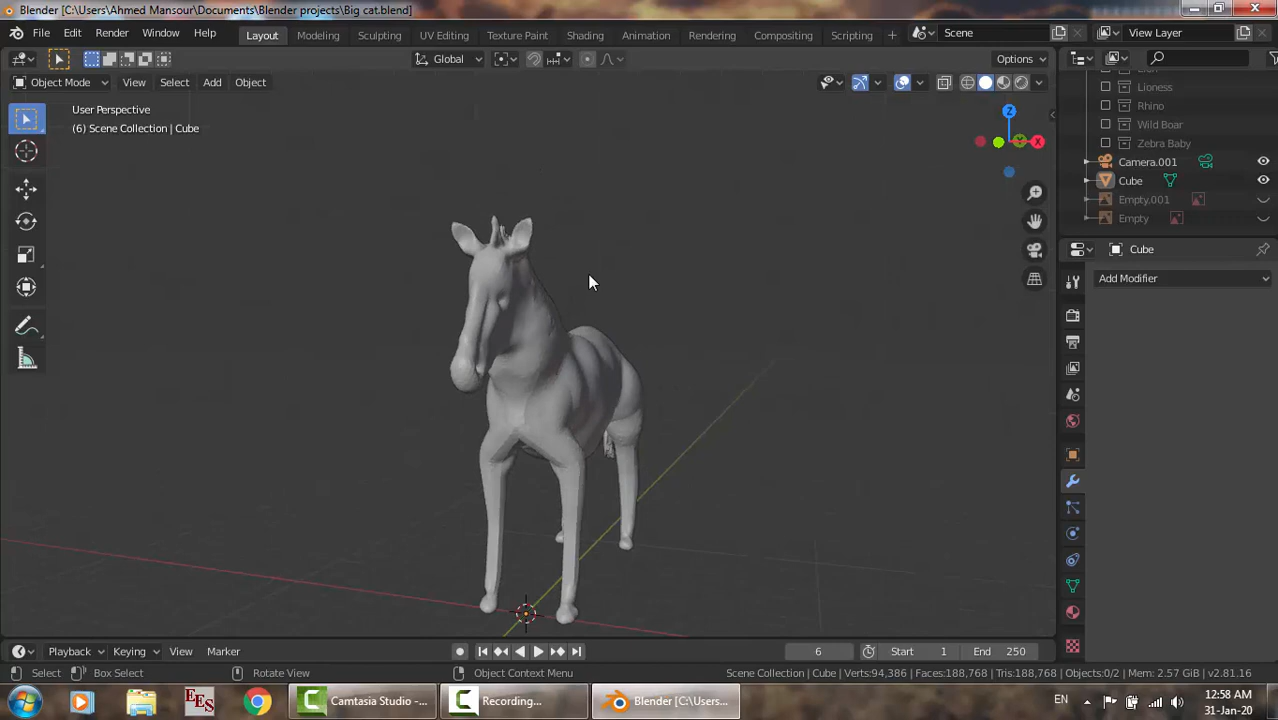 Blender [C:\Users\Ahmed Mansour\Documents\Blender projects\Big cat.blend]
File Edit Render Window Help Layout Modeling Sculpting UV Editing Texture Paint Shading Animation Rendering Compositing Scripting + Scene View Layer
Global Options
Object Mode View Select Add Object
User Perspective
(6) Scene Collection | Cube
Z
Y
X
Lion
Lioness
Rhino
Wild Boar
Zebra Baby
Camera.001
Cube
Empty.001
Empty
Cube
Add Modifier
Playback Keying View Marker 6 Start 1 End 250
Select Box Select Rotate View Object Context Menu Scene Collection | Cube | Verts:94,386 | Faces:188,768 | Tris:188,768 | Objects:0/2 | Mem: 2.57 GiB | v2.81.16
EES Camtasia Studio -... Recording... Blender [C:\Users... EN 12:58 AM
31-Jan-20